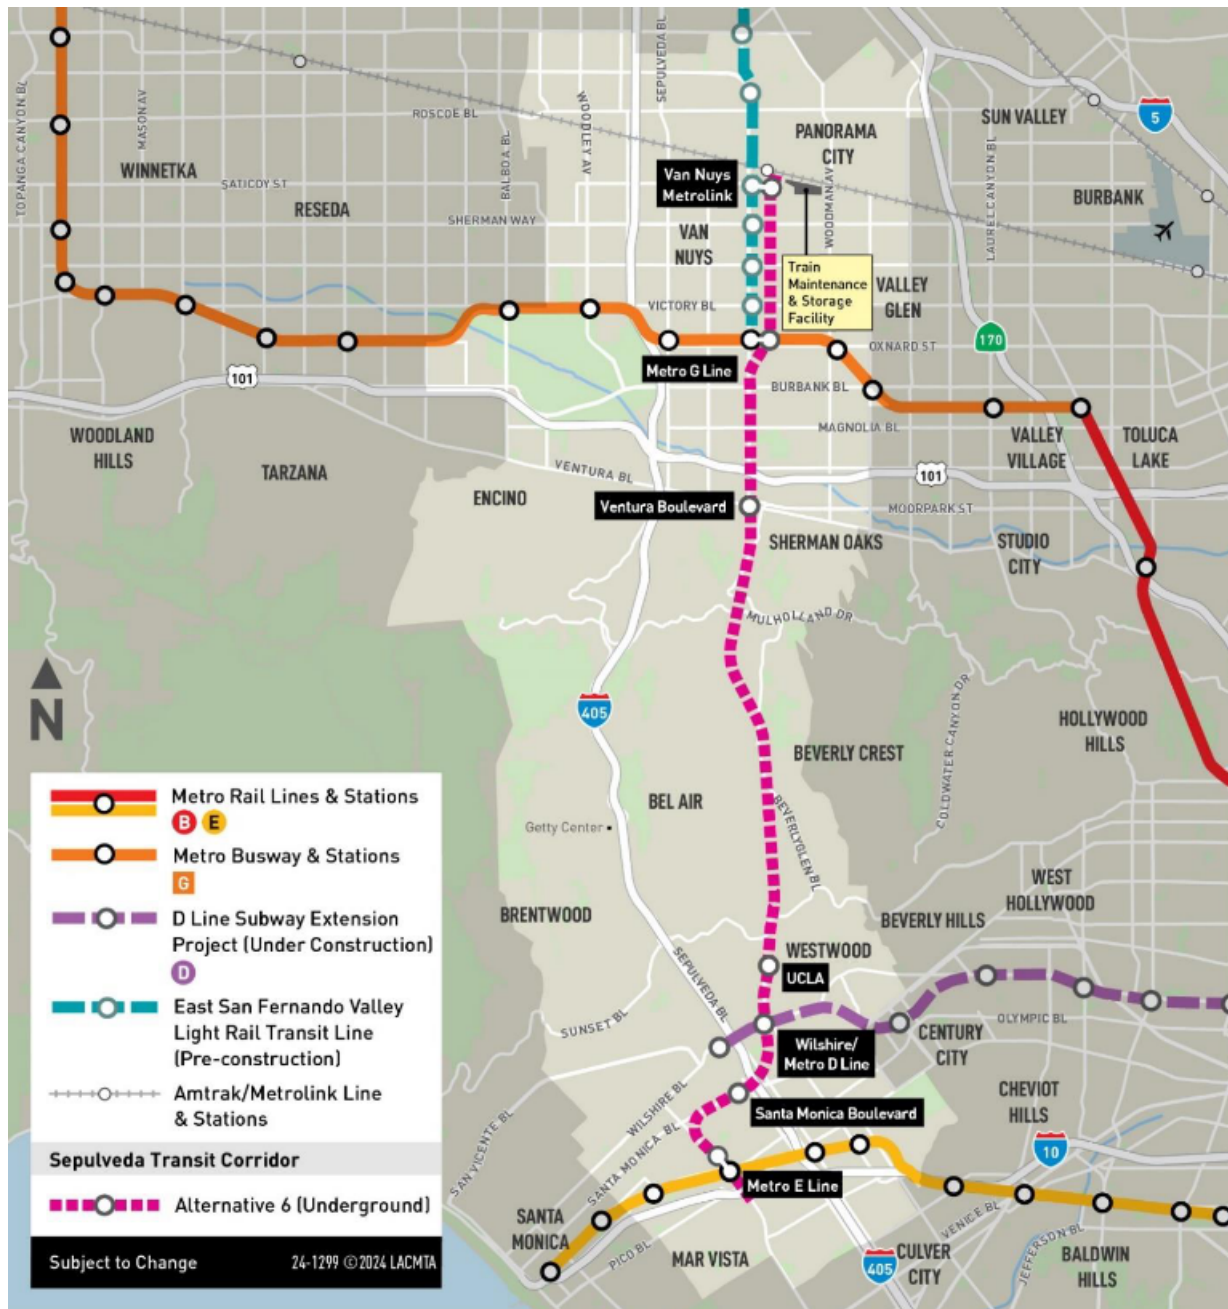 TOPANGA CANYON BL
MASON AV
WINNETKA
SATICOY ST
RESEDA
ROSCOE BL
BALBOA BL
WOODLEY AV
SHERMAN WAY
SEPULVEDA BL
PANORAMA
CITY
SUN VALLEY
5
Van Nuys
Metrolink
WOODMAN AV
LAUREL CANYON BL
BURBANK
VAN
NUYS
Train
Maintenance
& Storage
Facility
VALLEY
GLEN
VICTORY BL
170
OXNARD ST
Metro G Line
101
BURBANK BL
MAGNOLIA BL
WOODLAND
HILLS
TARZANA
VENTURA BL
VALLEY
VILLAGE
TOLUCA
LAKE
101
ENCINO
Ventura Boulevard
MOORPARK ST
SHERMAN OAKS
STUDIO
CITY
MULHOLLAND DR
N
405
COLDWATER CANYON DR
HOLLYWOOD
HILLS
BEVERLY CREST
BEL AIR
BEVERLY GLEN BL
Getty Center
WEST
HOLLYWOOD
BRENTWOOD
BEVERLY HILLS
WESTWOOD
UCLA
SEPULVEDA BL
SUNSET BL
OLYMPIC BL
Wilshire/
Metro D Line
CENTURY
CITY
WILSHIRE BL
Santa Monica Boulevard
CHEVIOT
HILLS
SAN VICENTE BL
SANTA MONICA BL
10
Metro E Line
SANTA
MONICA
PICO BL
MAR VISTA
VENICE BL
JEFFERSON BL
CULVER
CITY
405
BALDWIN
HILLS
Metro Rail Lines & Stations
B E
Metro Busway & Stations
G
D Line Subway Extension
Project (Under Construction)
D
East San Fernando Valley
Light Rail Transit Line
(Pre-construction)
Amtrak/Metrolink Line
& Stations
Sepulveda Transit Corridor
Alternative 6 (Underground)
Subject to Change 24-1299 ©2024 LACMTA